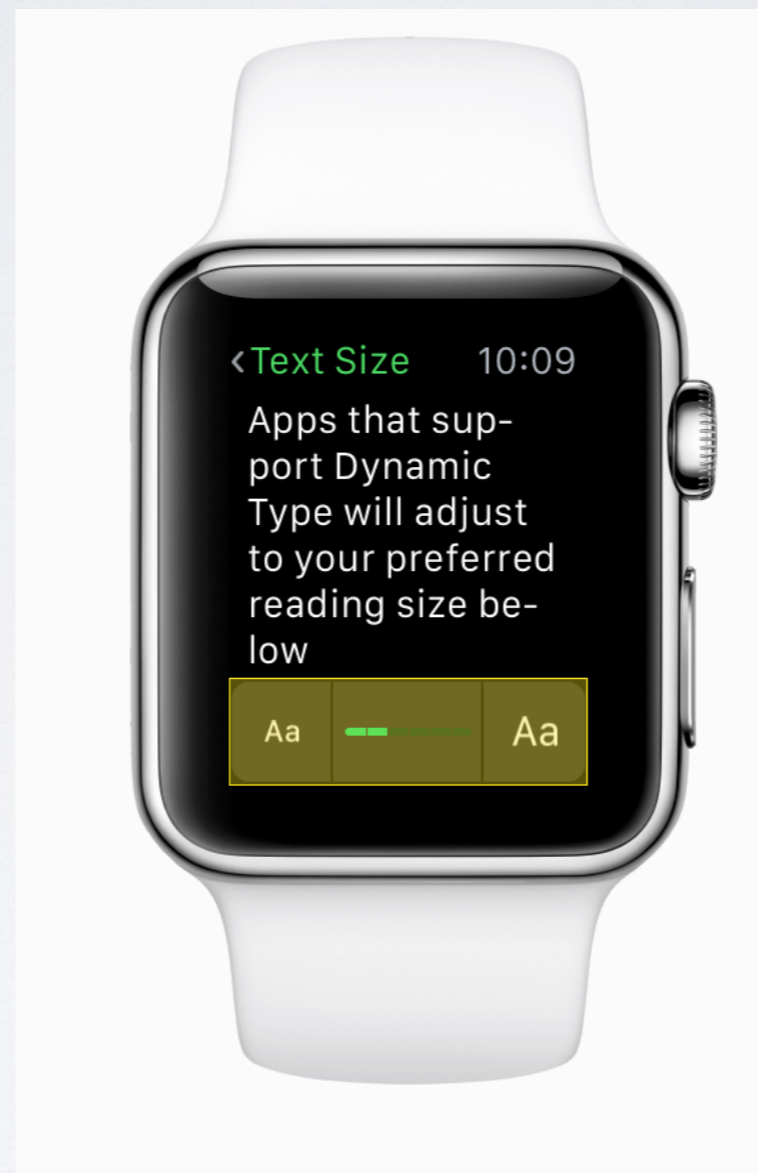 <Text Size 10:09
Apps that sup-
port Dynamic
Type will adjust
to your preferred
reading size be-
low
Aa Aa